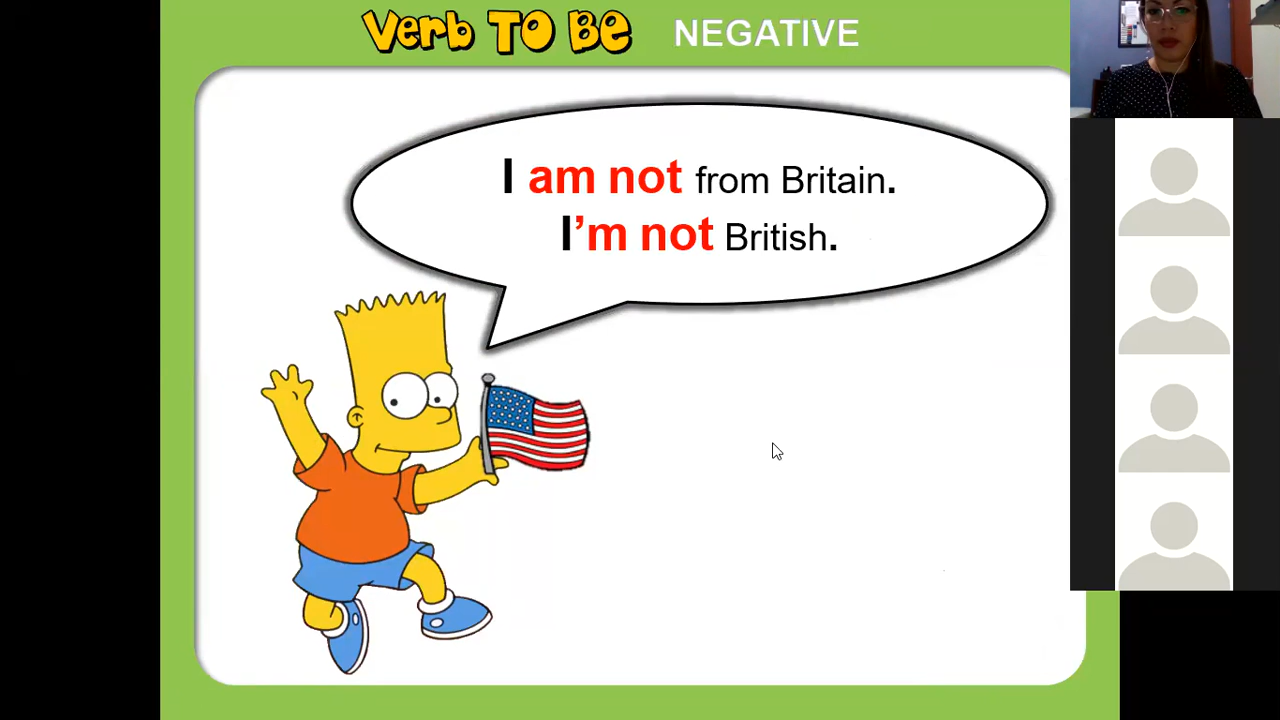 Verb TO BE NEGATIVE
I am not from Britain.
I’m not British.